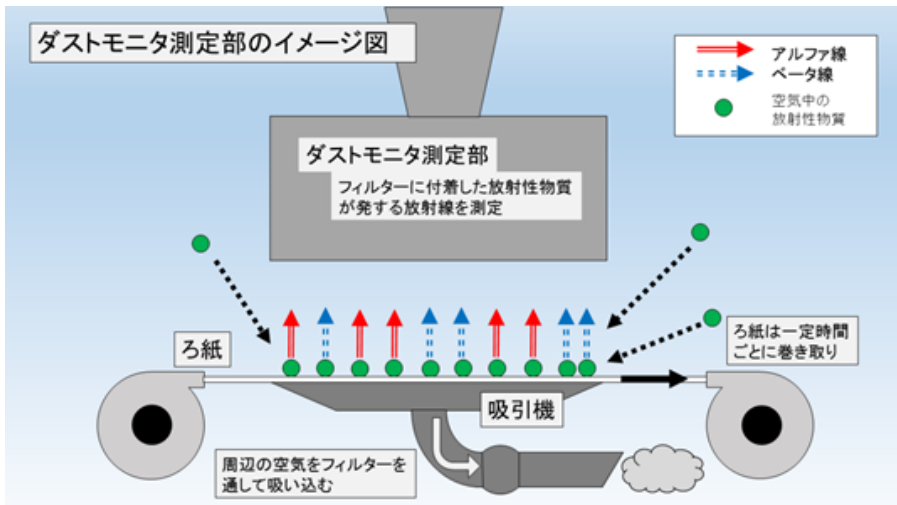 ダストモニタ測定部のイメージ図
アルファ線
ベータ線
空気中の
放射性物質
ダストモニタ測定部
フィルターに付着した放射性物質
が発する放射線を測定
ろ紙
ろ紙は一定時間
ごとに巻き取り
吸引機
周辺の空気をフィルターを
通して吸い込む